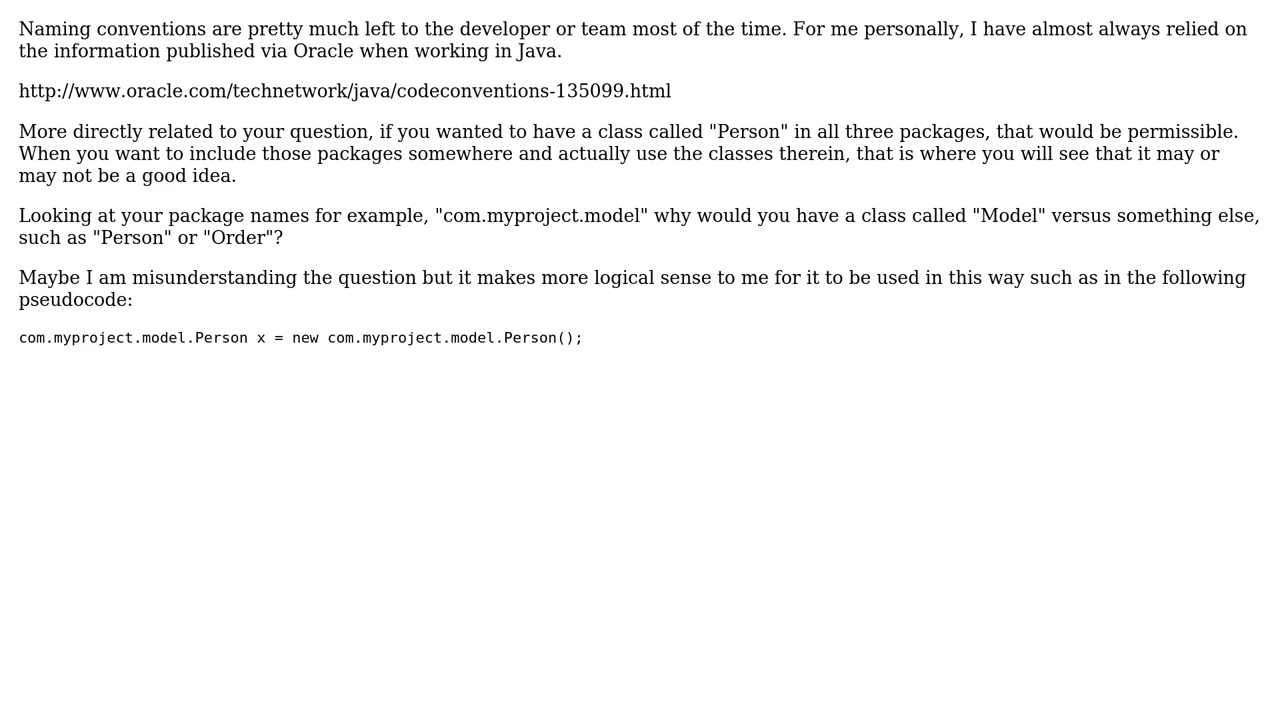 Naming conventions are pretty much left to the developer or team most of the time. For me personally, I have almost always relied on
the information published via Oracle when working in Java.
http://www.oracle.com/technetwork/java/codeconventions-135099.html
More directly related to your question, if you wanted to have a class called "Person" in all three packages, that would be permissible.
When you want to include those packages somewhere and actually use the classes therein, that is where you will see that it may or
may not be a good idea.
Looking at your package names for example, "com.myproject.model" why would you have a class called "Model" versus something else,
such as "Person" or "Order"?
Maybe I am misunderstanding the question but it makes more logical sense to me for it to be used in this way such as in the following
pseudocode:
com.myproject.model.Person x = new com.myproject.model.Person();